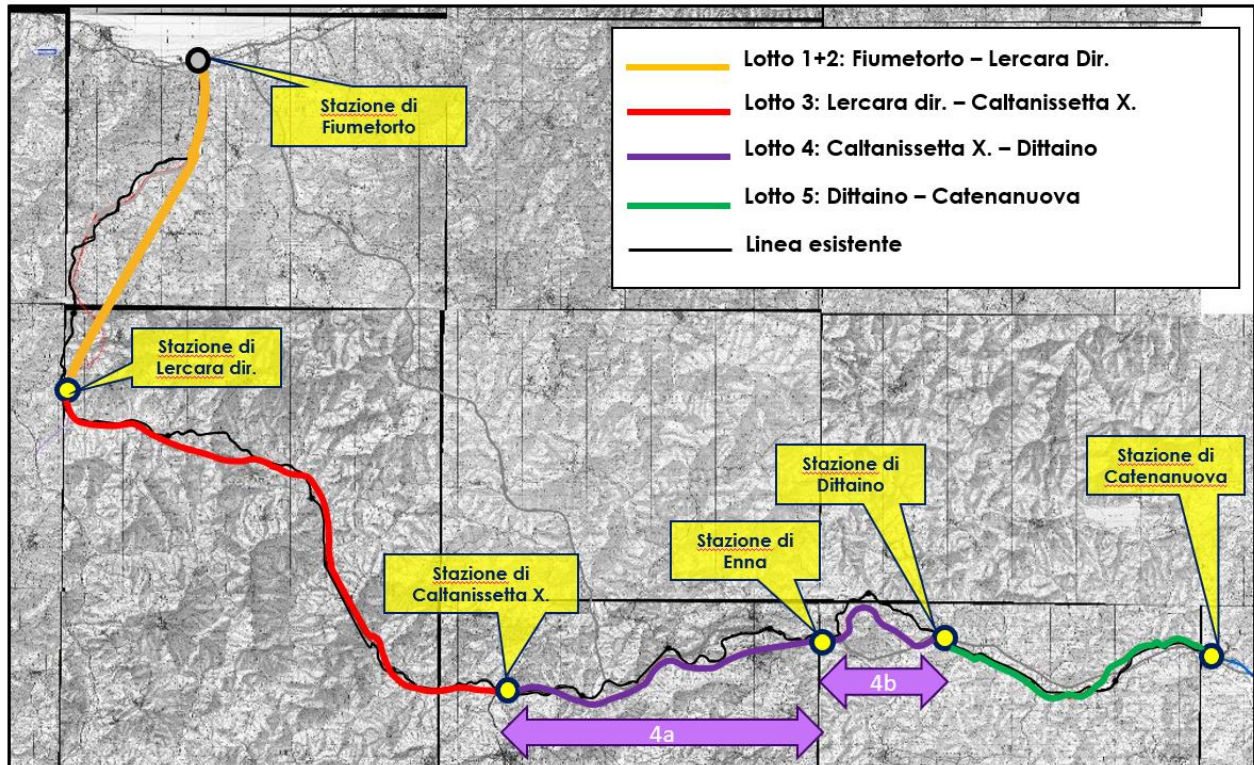 Lotto 1+2: Fiumetorto – Lercara Dir.
Lotto 3: Lercara dir. – Caltanissetta X.
Lotto 4: Caltanissetta X. – Dittaino
Lotto 5: Dittaino – Catenanuova
Linea esistente
Stazione di
Fiumetorto
Stazione di
Lercara dir.
Stazione di
Caltanissetta X.
Stazione di
Enna
Stazione di
Dittaino
Stazione di
Catenanuova
4a
4b